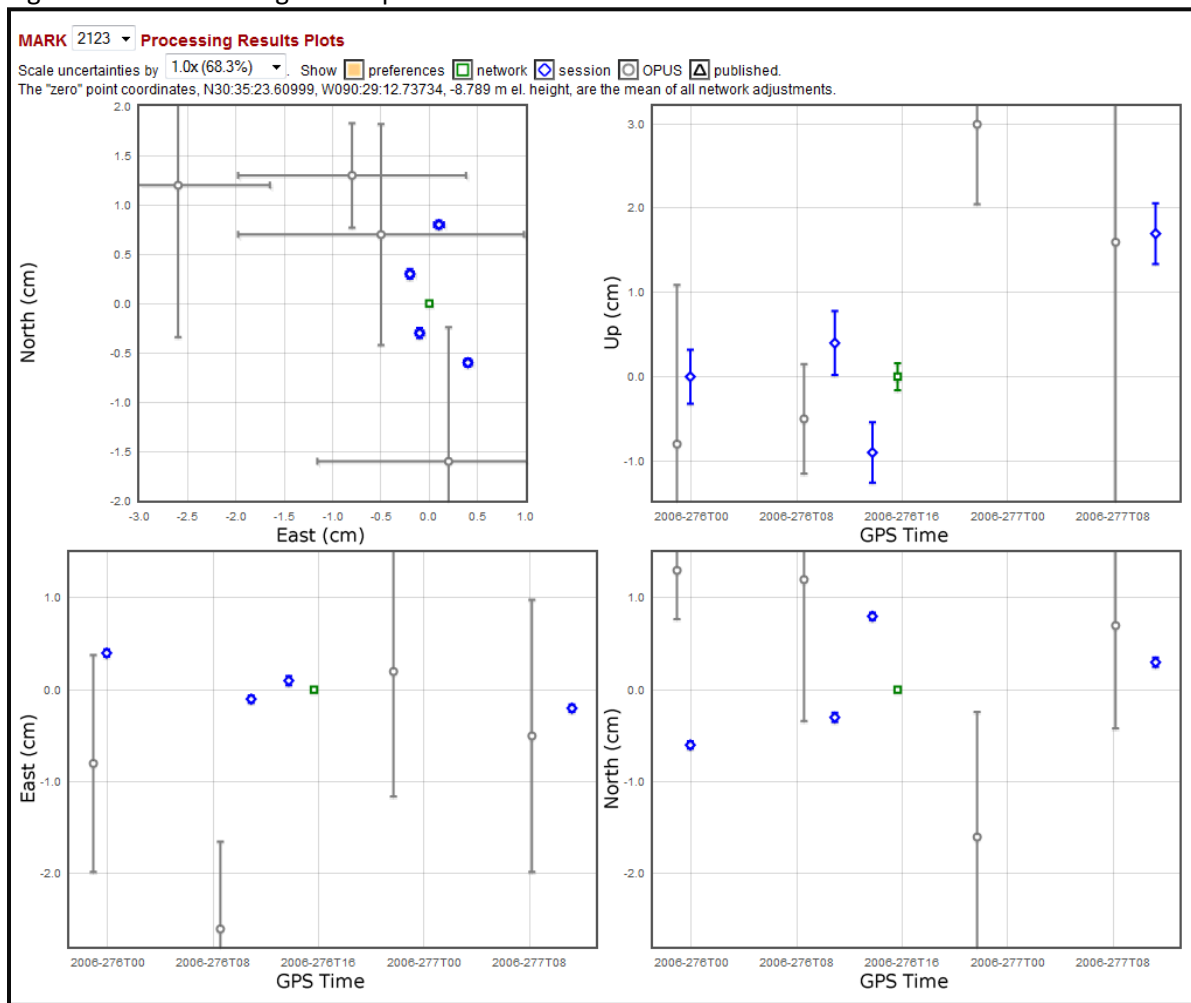 MARK 2123 Processing Results Plots
Scale uncertainties by 1.0x (68.3%) . Show preferences network session OPUS published.
The "zero" point coordinates, N30:35:23.60999, W090:29:12.73734, -8.789 m el. height, are the mean of all network adjustments.
2.0
1.5
1.0
0.5
0.0
-0.5
-1.0
-1.5
-2.0
North (cm)
-3.0 -2.5 -2.0 -1.5 -1.0 -0.5 0.0 0.5 1.0
East (cm)
3.0
2.0
1.0
0.0
-1.0
Up (cm)
2006-276T00 2006-276T08 2006-276T16 2006-277T00 2006-277T08
GPS Time
1.0
0.0
-1.0
-2.0
East (cm)
2006-276T00 2006-276T08 2006-276T16 2006-277T00 2006-277T08
GPS Time
1.0
0.0
-1.0
-2.0
North (cm)
2006-276T00 2006-276T08 2006-276T16 2006-277T00 2006-277T08
GPS Time